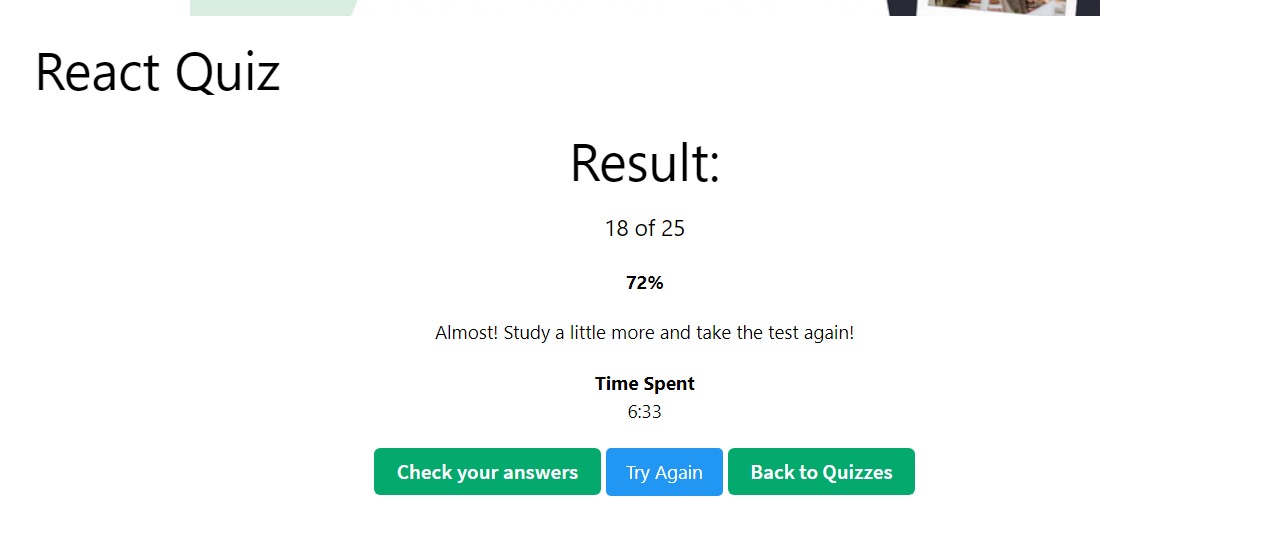 React Quiz
Result:
18 of 25
72%
Almost! Study a little more and take the test again!
Time Spent
6:33
Check your answers
Try Again
Back to Quizzes